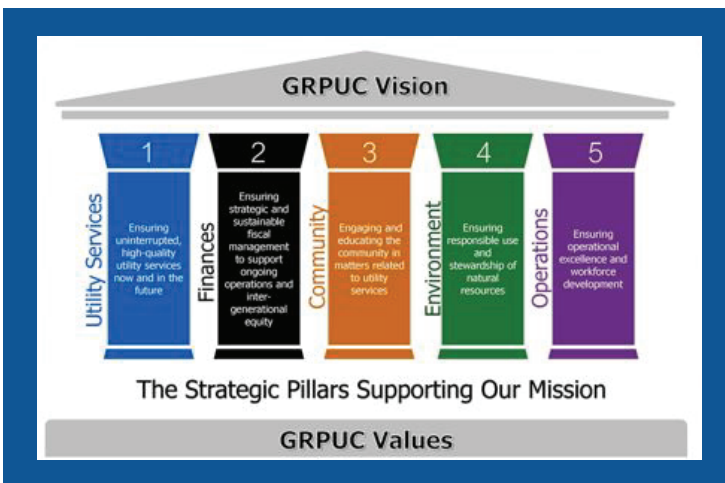 GRPUC Vision
1
Utility Services
Ensuring
uninterrupted,
high-quality
utility services
now and in the
future
2
Finances
Ensuring
strategic and
sustainable
fiscal
management
to support
ongoing
operations and
inter-
generational
equity
3
Community
Engaging and
educating the
community in
matters related
to utility
services
4
Environment
Ensuring
responsible use
and
stewardship of
natural
resources
5
Operations
Ensuring
operational
excellence and
workforce
development
The Strategic Pillars Supporting Our Mission
GRPUC Values